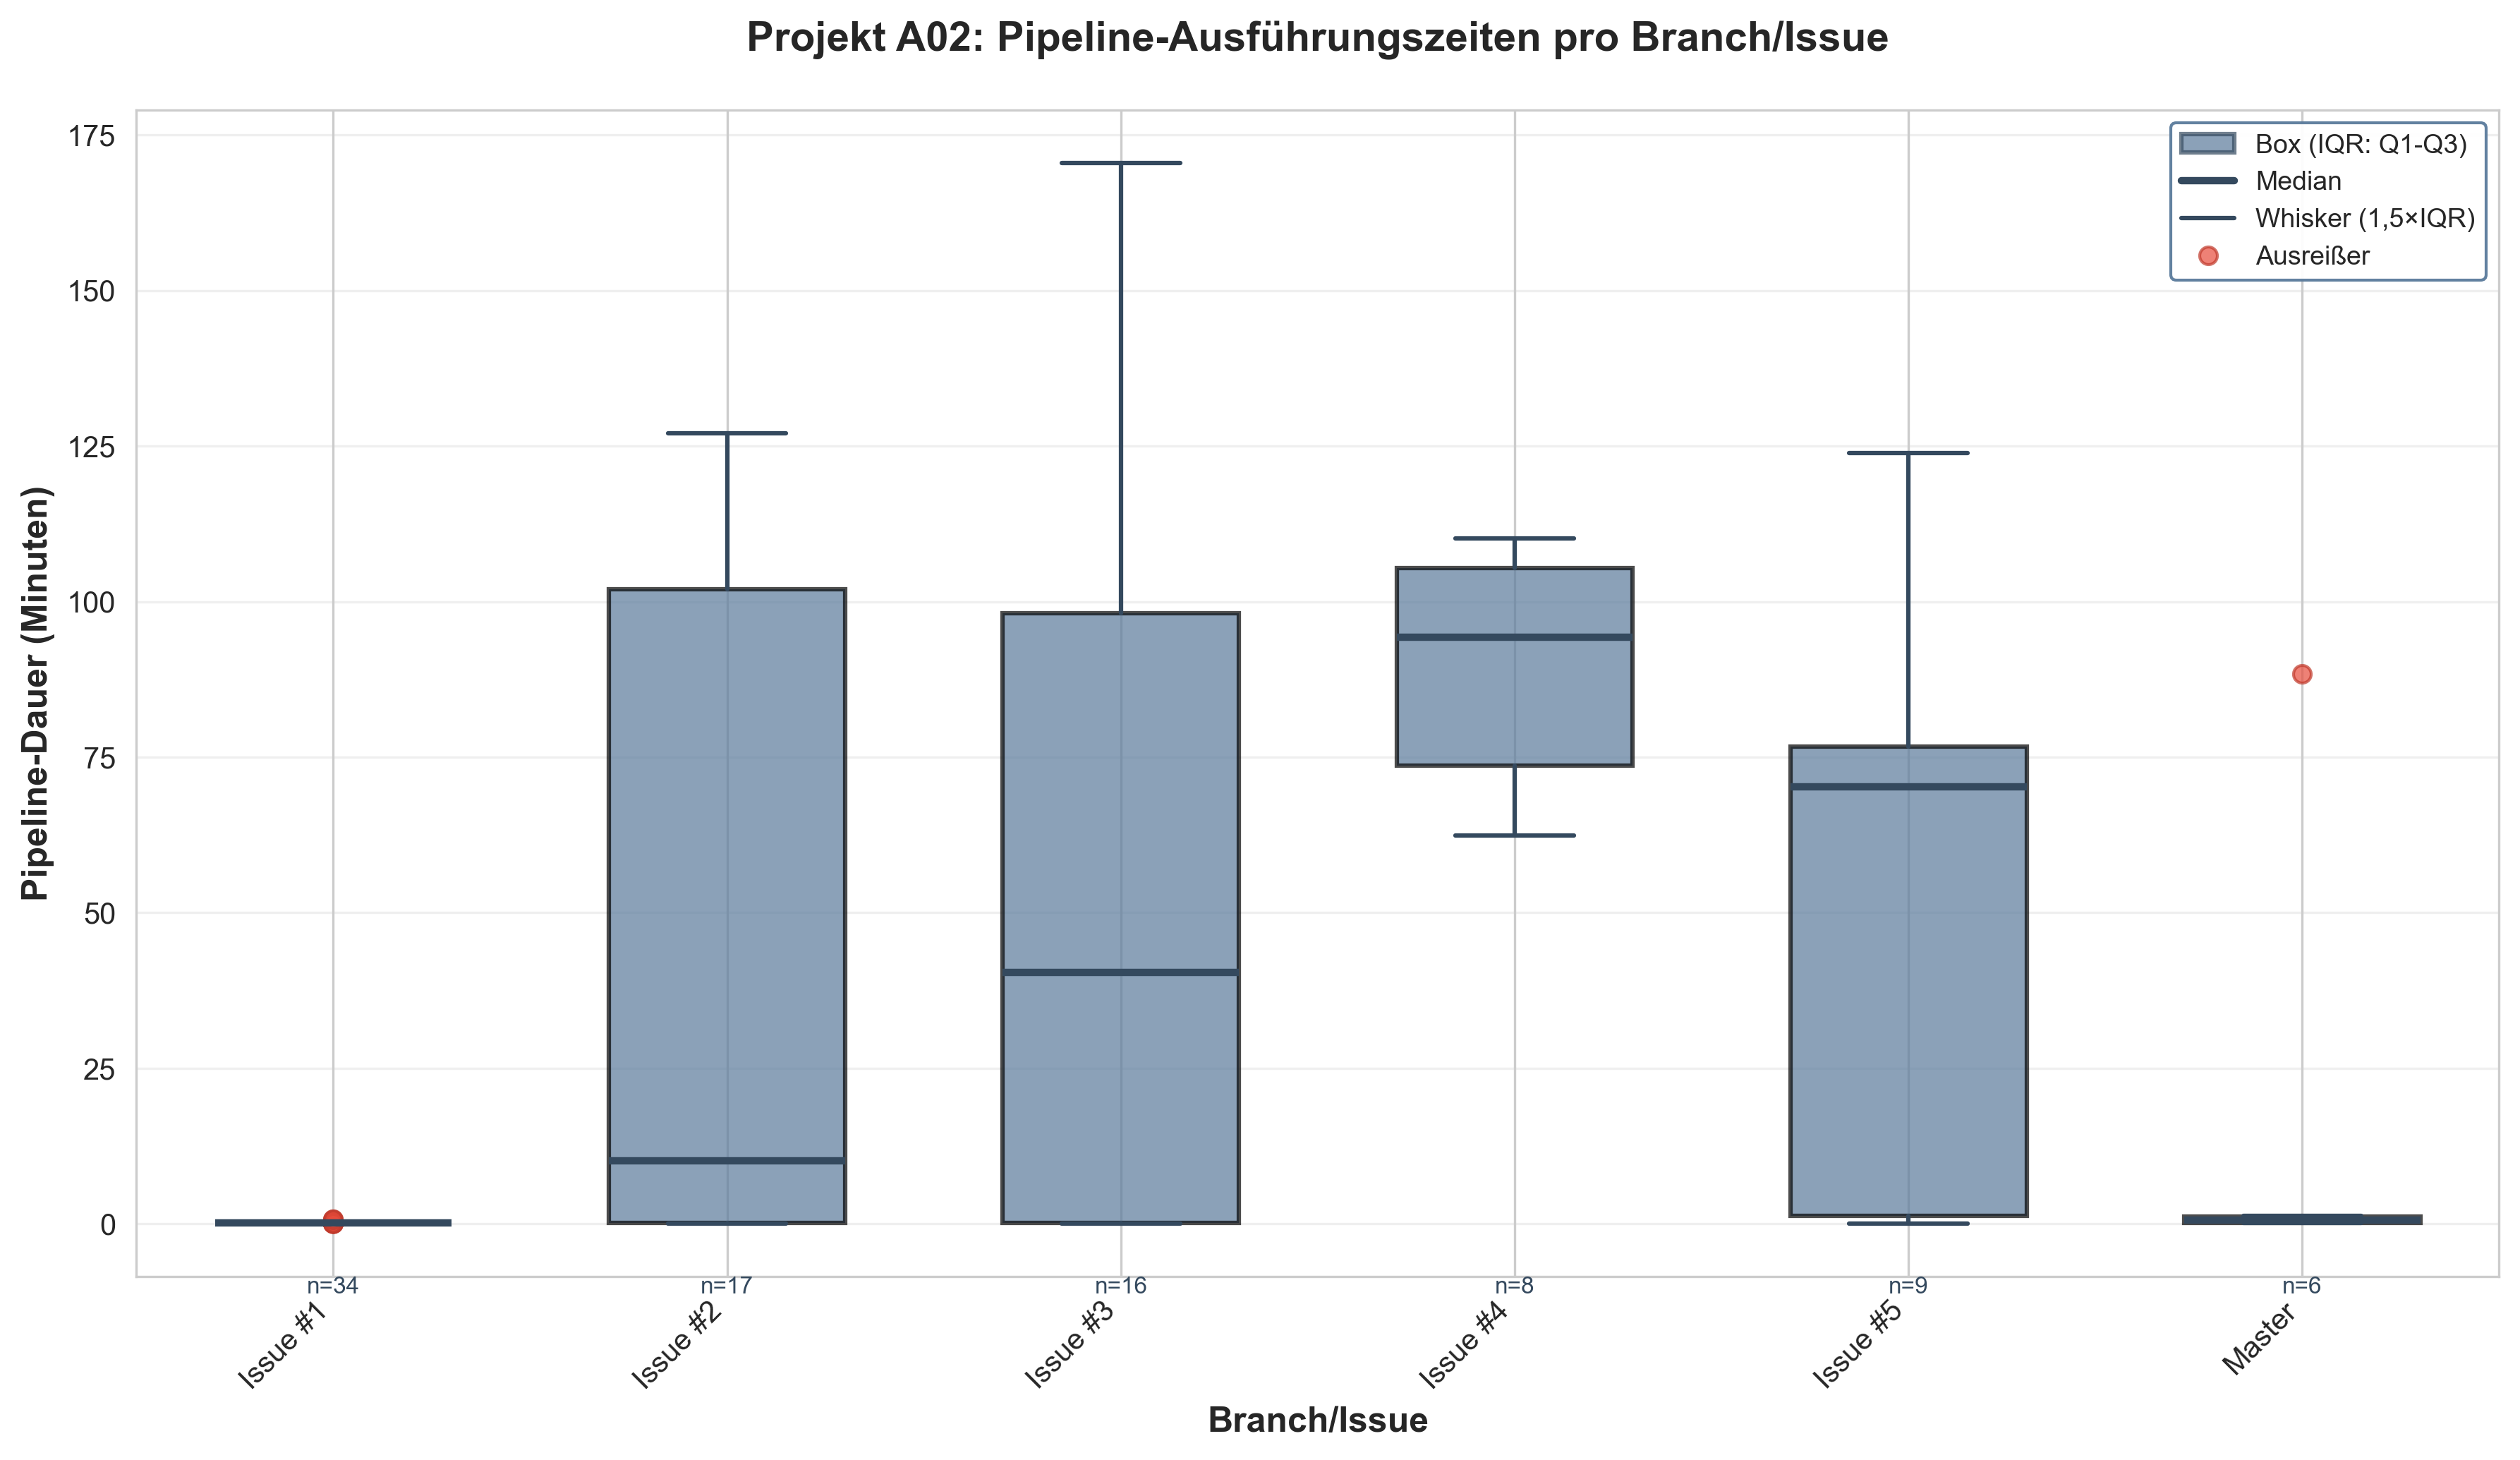 Projekt A02: Pipeline-Ausführungszeiten pro Branch/Issue
Box (IQR: Q1-Q3)
Median
Whisker (1,5×IQR)
Ausreißer
Pipeline-Dauer (Minuten)
175
150
125
100
75
50
25
0
n=34
n=17
n=16
n=8
n=9
n=6
Issue #1
Issue #2
Issue #3
Issue #4
Issue #5
Master
Branch/Issue